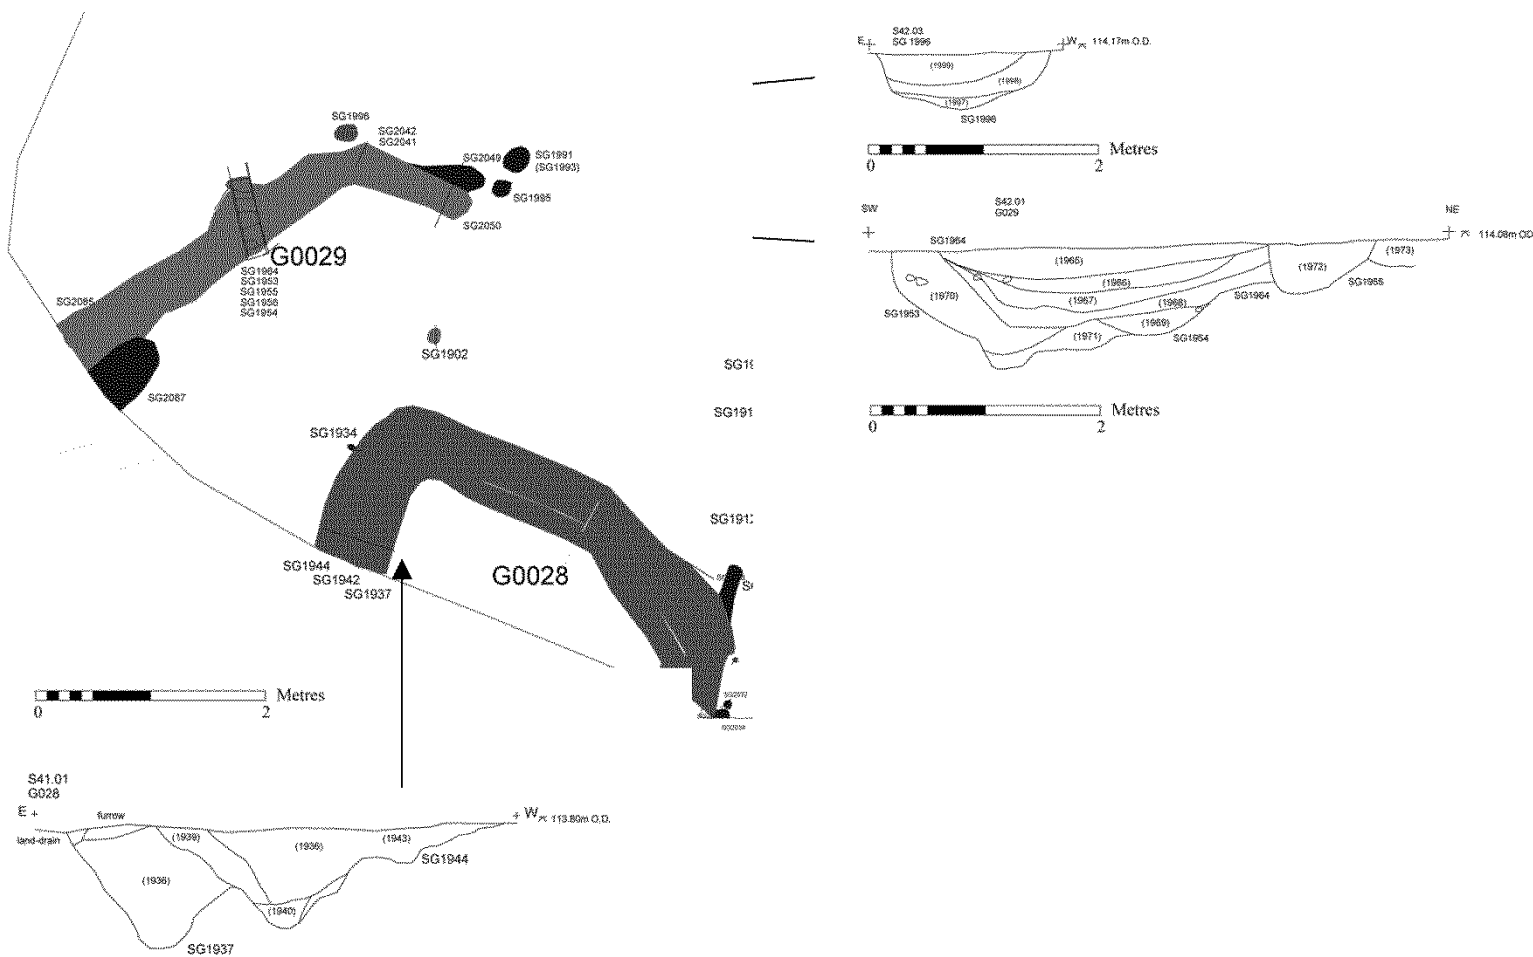 SG1996
SG2042
SG2041
SG2049
SG1991
(SG1993)
SG1995
SG2050
G0029
SG1964
SG1953
SG1955
SG1956
SG1954
SG2085
SG2087
SG1902
SG1934
SG191
SG191
SG1944
SG1942
SG1937
G0028
Metres
0 2
S41.01
G028
E
W 113.80m O.D.
furrow
land-drain
(1939)
(1936)
(1943)
SG1944
(1936)
(1940)
SG1937
S42.03
SG 1996
E
W 114.17m O.D.
(1999)
(1998)
(1997)
SG1996
Metres
0 2
S42.01
G029
SW
NE
114.08m OD
SG1964
(1965)
(1973)
(1972)
(1966)
SG1955
(1970)
(1967)
(1968)
SG1964
SG1953
(1969)
(1971)
SG1954
Metres
0 2